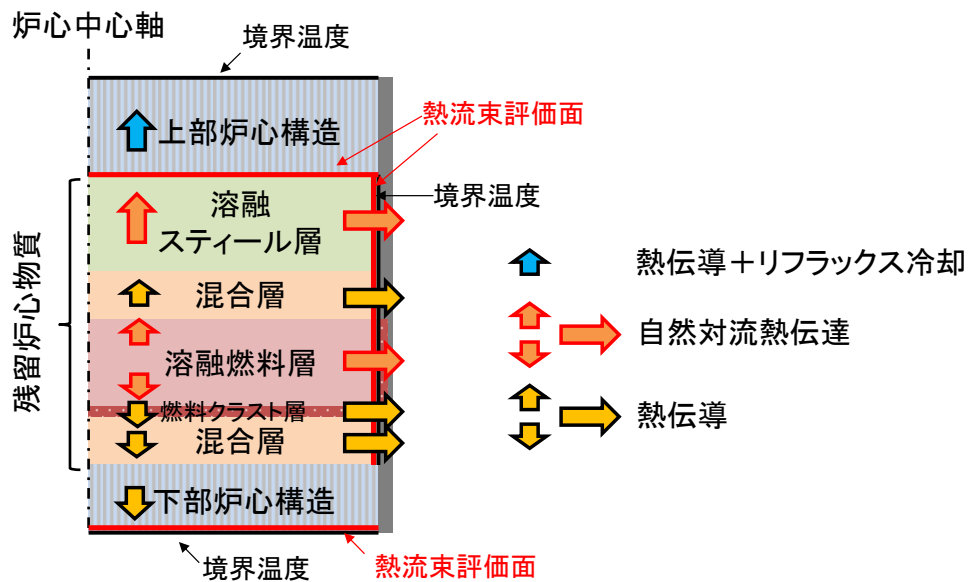 炉心中心軸
境界温度
熱流束評価面
上部炉心構造
境界温度
溶融
スティール層
混合層
溶融燃料層
燃料クラスト層
混合層
残留炉心物質
下部炉心構造
境界温度
熱流束評価面
熱伝導＋リフラックス冷却
自然対流熱伝達
熱伝導